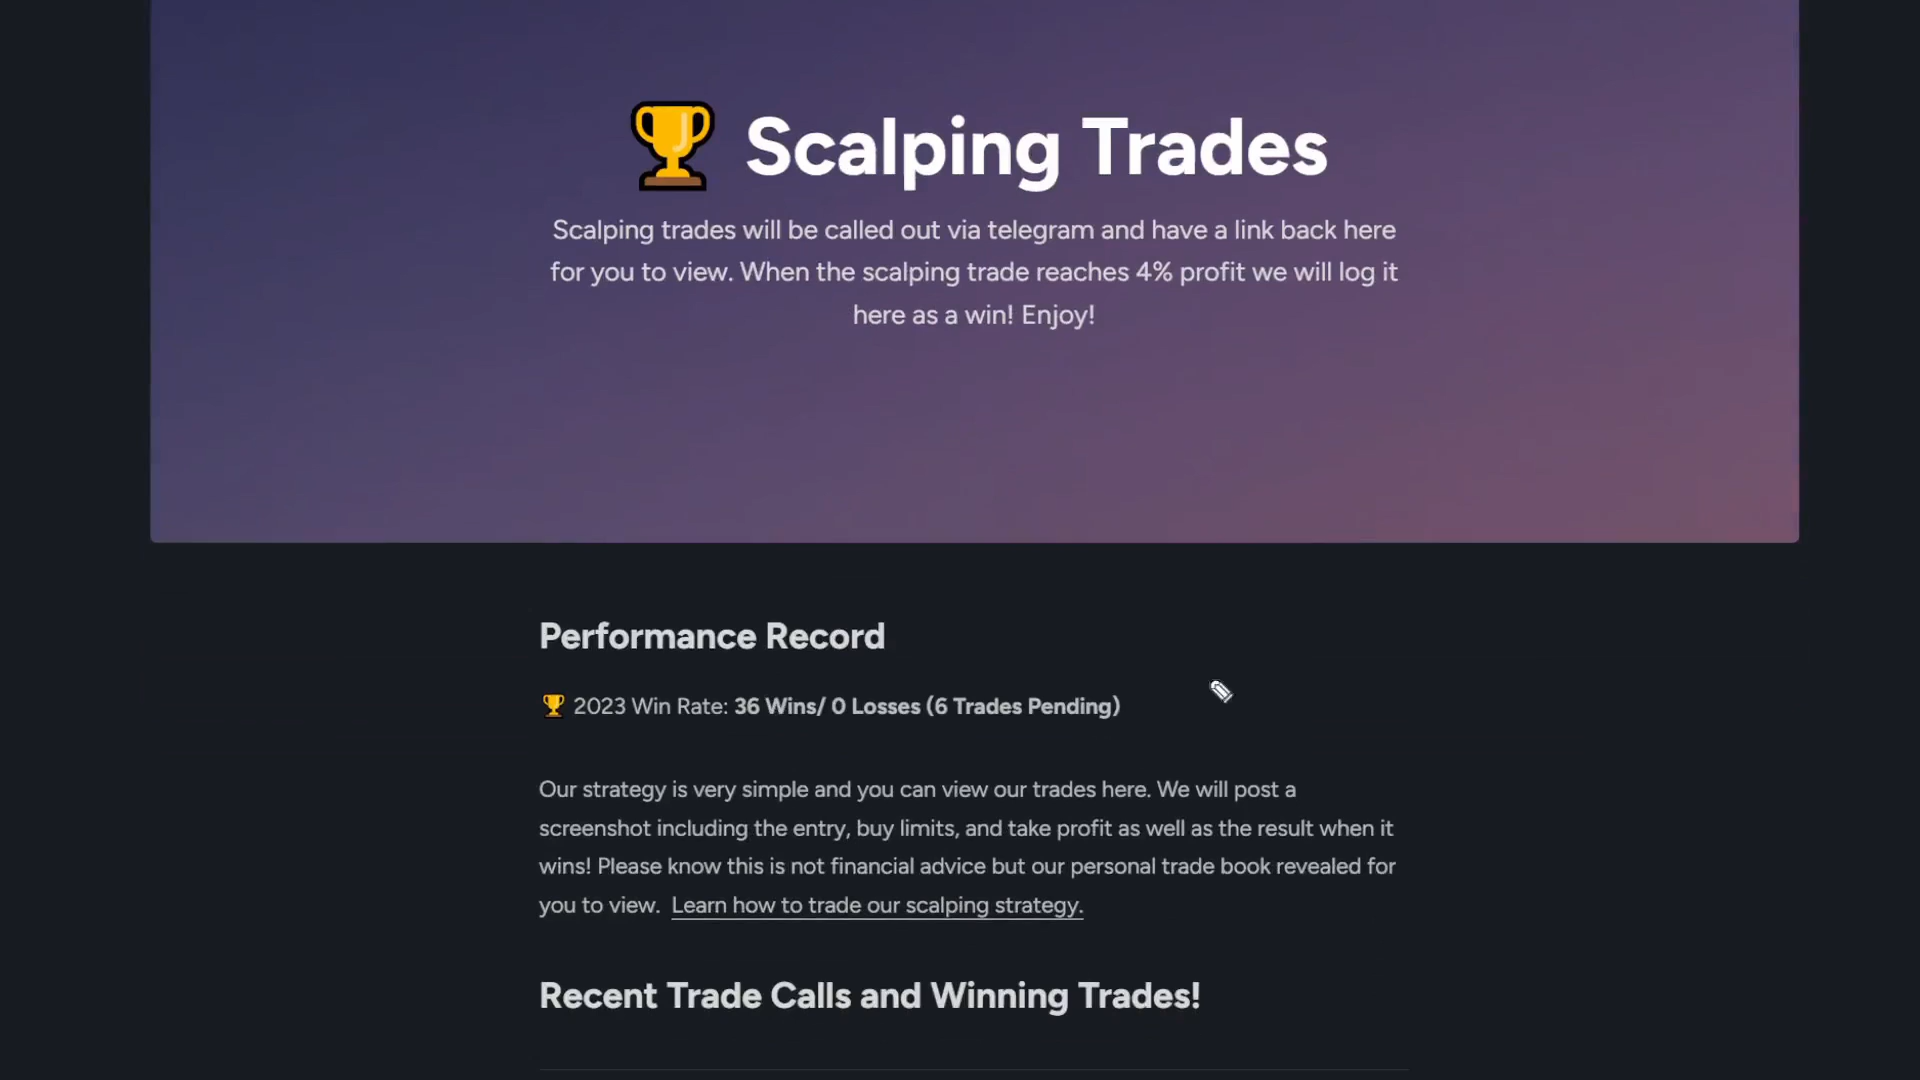 🏆 Scalping Trades
Scalping trades will be called out via telegram and have a link back here
for you to view. When the scalping trade reaches 4% profit we will log it
here as a win! Enjoy!
Performance Record
🏆 2023 Win Rate: 36 Wins/ 0 Losses (6 Trades Pending)
Our strategy is very simple and you can view our trades here. We will post a
screenshot including the entry, buy limits, and take profit as well as the result when it
wins! Please know this is not financial advice but our personal trade book revealed for
you to view. Learn how to trade our scalping strategy.
Recent Trade Calls and Winning Trades!